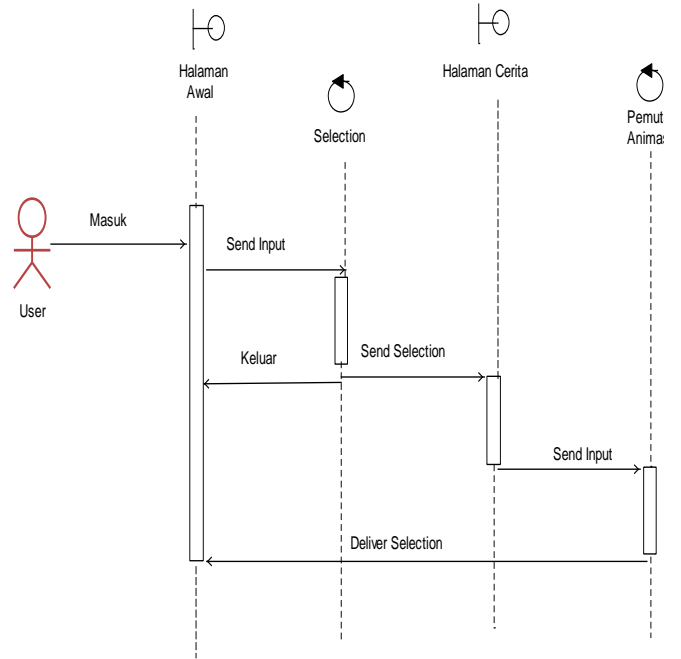 Halaman
Awal
Halaman Cerita
Selection
Masuk
Send Input
User
Keluar
Send Selection
Send Input
Deliver Selection